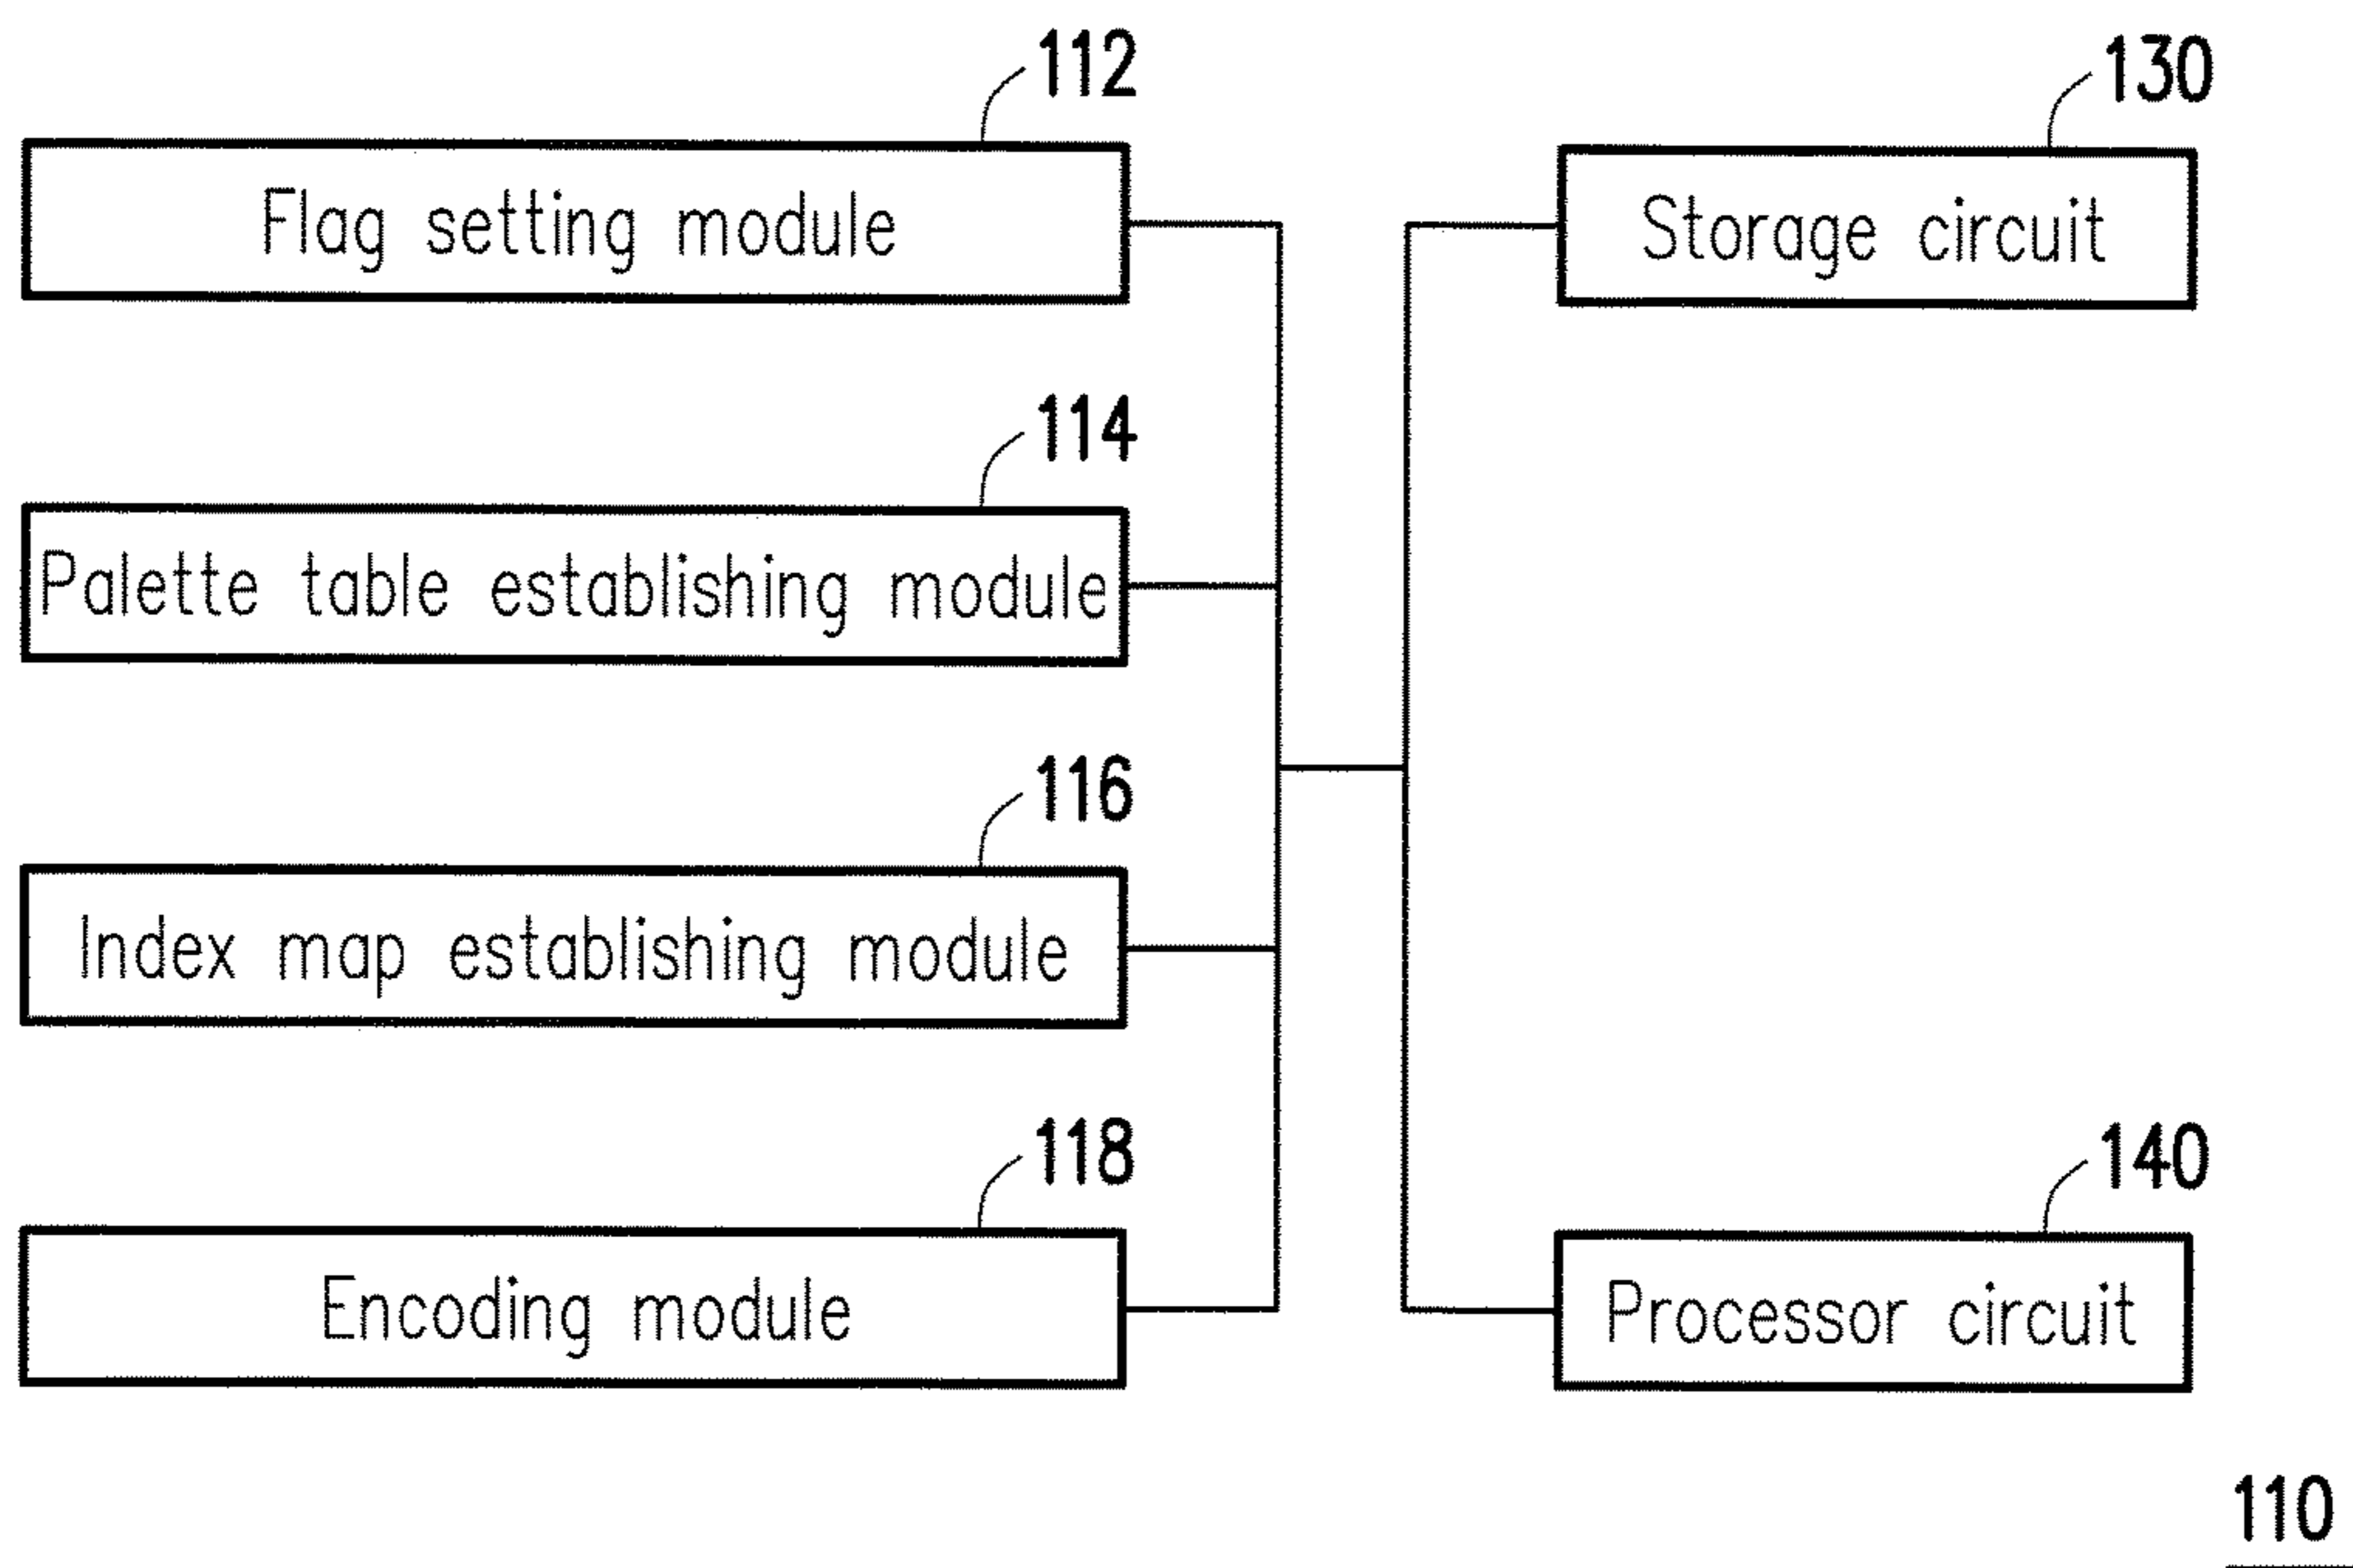 112
Flag setting module
130
Storage circuit
114
Palette table establishing module
116
Index map establishing module
118
Encoding module
140
Processor circuit
110